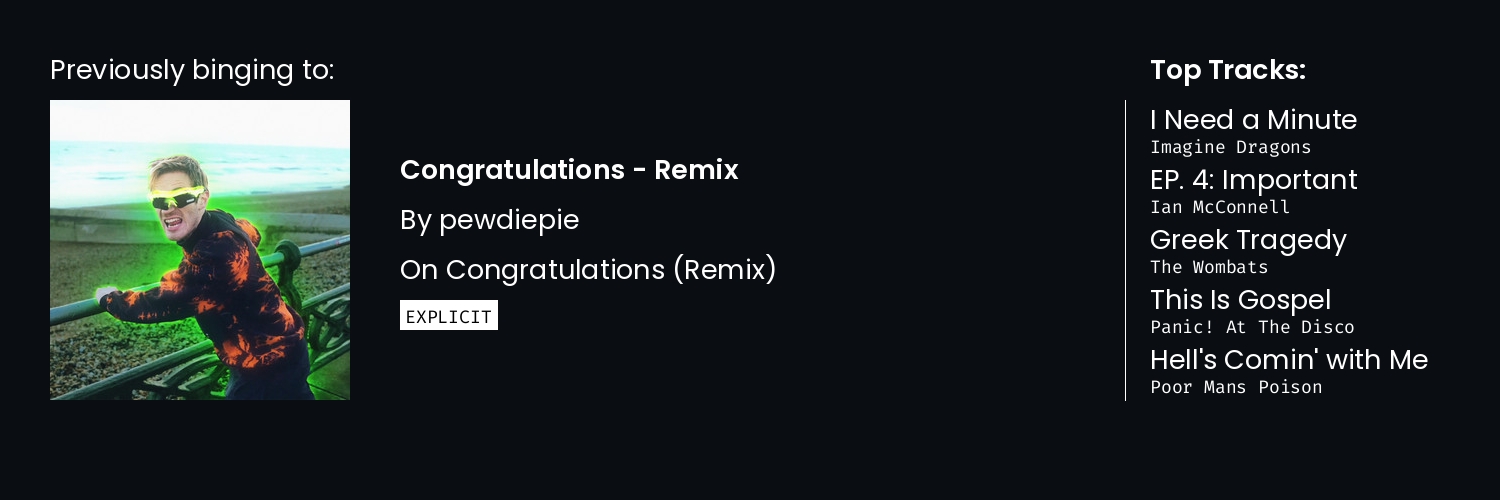 Previously binging to:
Congratulations - Remix
By pewdiepie
On Congratulations (Remix)
EXPLICIT
Top Tracks:
I Need a Minute
Imagine Dragons
EP. 4: Important
Ian McConnell
Greek Tragedy
The Wombats
This Is Gospel
Panic! At The Disco
Hell's Comin' with Me
Poor Mans Poison